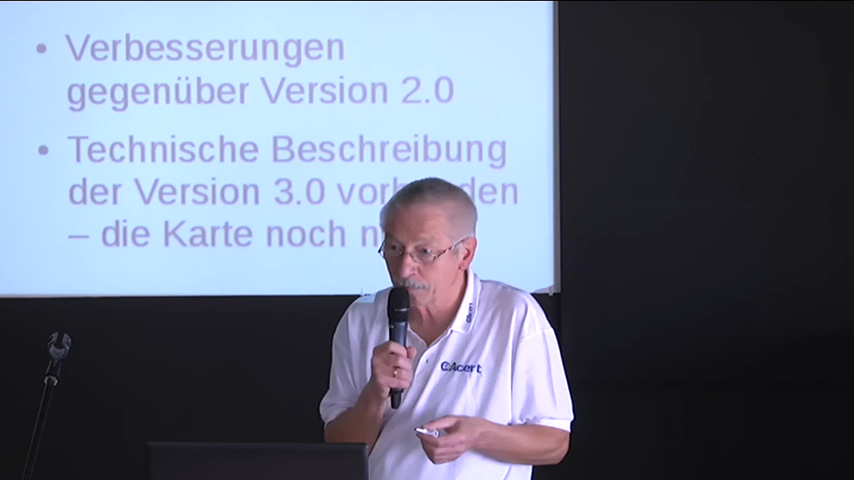 • Verbesserungen
gegenüber Version 2.0
• Technische Beschreibung
der Version 3.0
– die Karte noch
CAcert